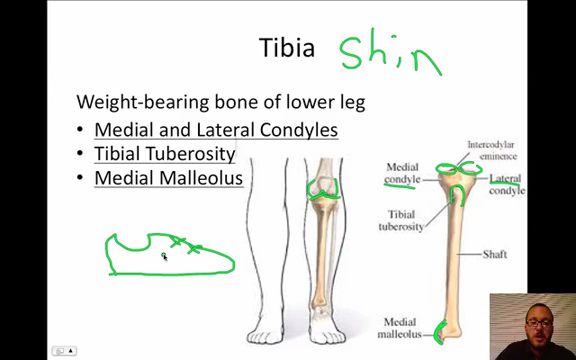 Tibia shin
Weight-bearing bone of lower leg
• Medial and Lateral Condyles
• Tibial Tuberosity
• Medial Malleolus
Intercodylar
eminence
Medial
condyle
Lateral
condyle
Tibial
tuberosity
Shaft
Medial
malleolus